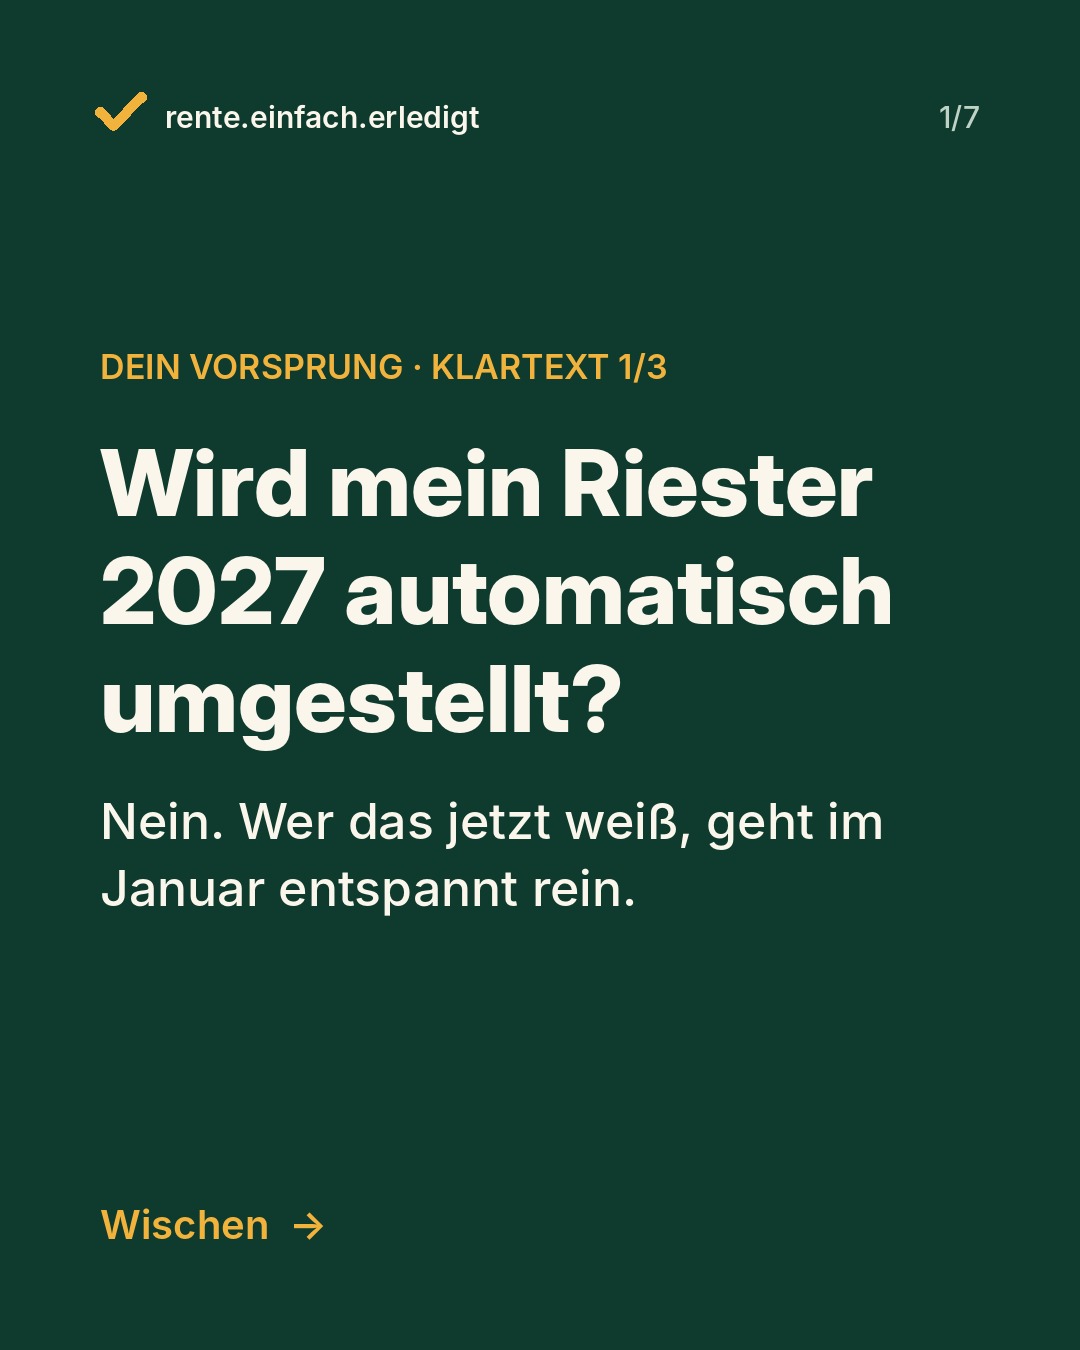 rente.einfach.erledigt
1/7
DEIN VORSPRUNG · KLARTEXT 1/3
Wird mein Riester
2027 automatisch
umgestellt?
Nein. Wer das jetzt weiß, geht im
Januar entspannt rein.
Wischen →